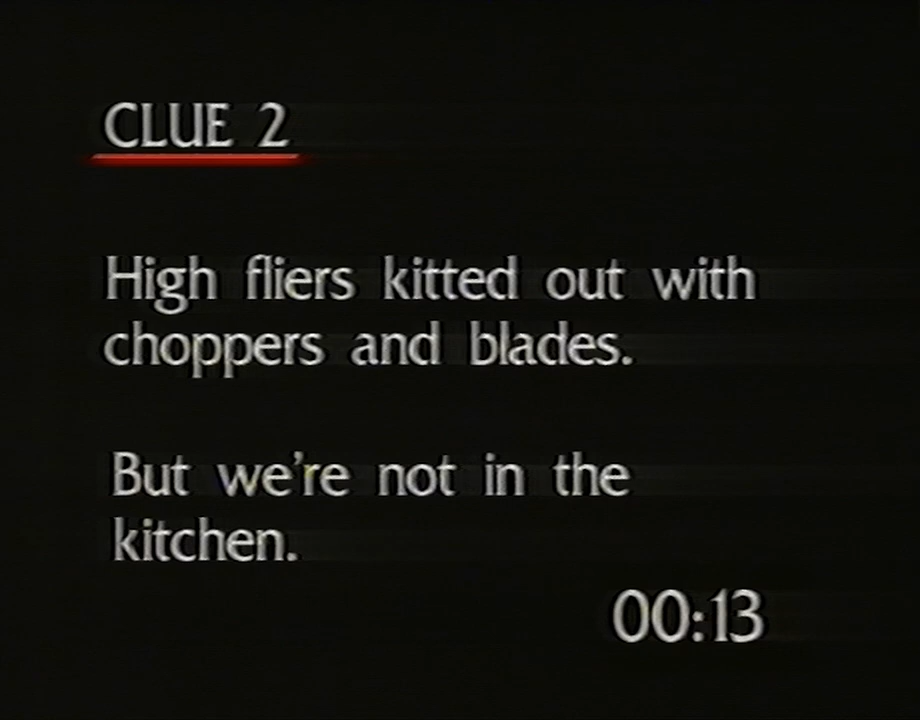 CLUE 2
High fliers kitted out with
choppers and blades.
But we're not in the
kitchen.
00:13